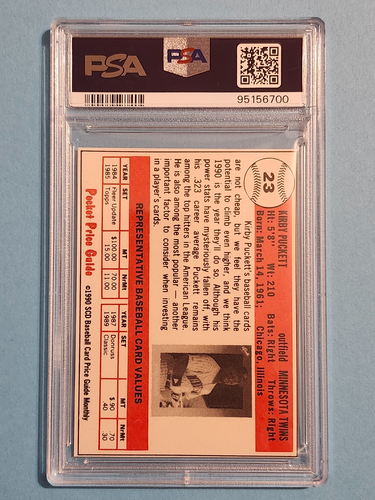 PSA
PSA
95156700
23
KIRBY PUCKETT outfield MINNESOTA TWINS
Ht: 5'8" Wt: 210 Bats: Right Throws: Right
Born: March 14, 1961; Chicago, Illinois
Kirby Puckett's baseball cards
are not cheap, but we feel they have the
potential to climb even higher, and we think
1990 is the year they'll do so. Although his
power stats have mysteriously fallen off, with
his .323 career average Puckett remains
among the top hitters in the American League.
He is also among the most popular — another
important factor to consider when investing
in a player's cards.
REPRESENTATIVE BASEBALL CARD VALUES
YEAR SET MT NrMt YEAR SET MT NrMt
1984 Fleer Update $100.00 70.00 1987 Donruss $.90 .70
1985 Topps 15.00 11.00 1989 Classic .40 .30
Pocket Price Guide ©1990 SCD Baseball Card Price Guide Monthly